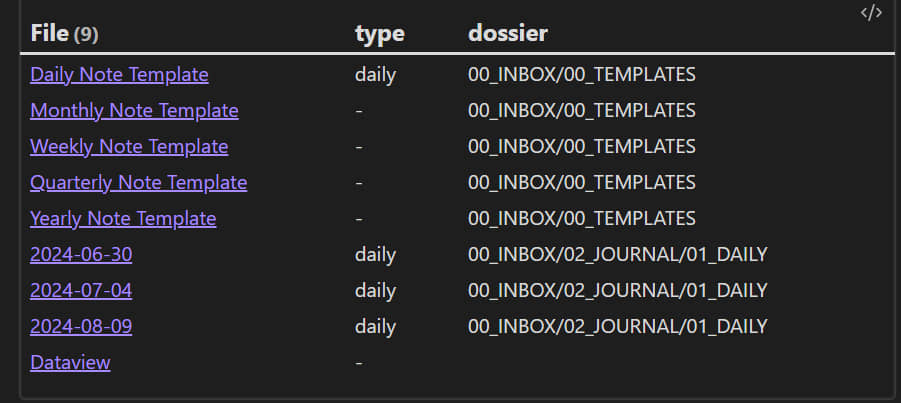 File (9) type dossier
Daily Note Template daily 00_INBOX/00_TEMPLATES
Monthly Note Template - 00_INBOX/00_TEMPLATES
Weekly Note Template - 00_INBOX/00_TEMPLATES
Quarterly Note Template - 00_INBOX/00_TEMPLATES
Yearly Note Template - 00_INBOX/00_TEMPLATES
2024-06-30 daily 00_INBOX/02_JOURNAL/01_DAILY
2024-07-04 daily 00_INBOX/02_JOURNAL/01_DAILY
2024-08-09 daily 00_INBOX/02_JOURNAL/01_DAILY
Dataview -